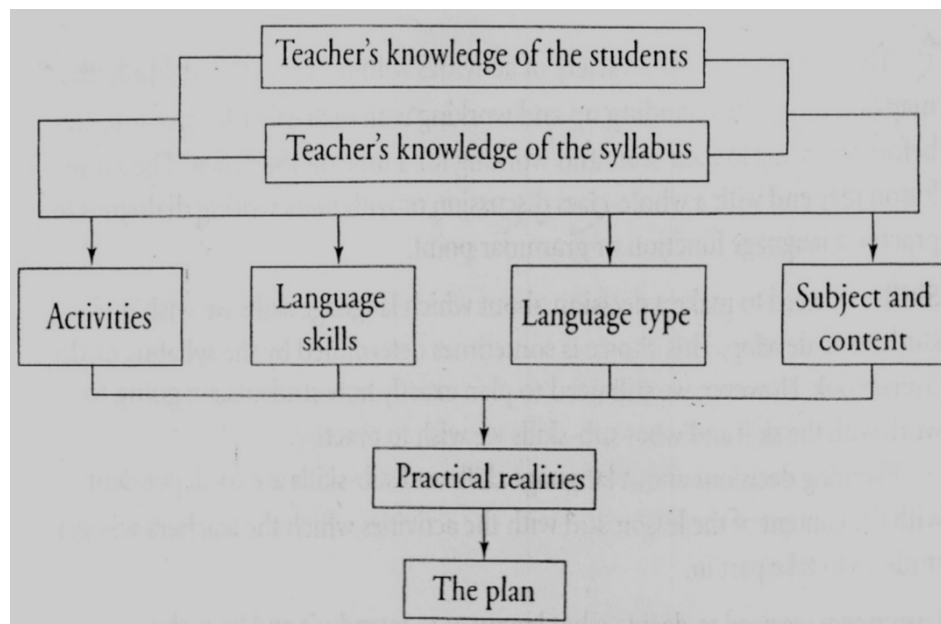 Teacher's knowledge of the students
Teacher's knowledge of the syllabus
Activities
Language
skills
Language type
Subject and
content
Practical realities
The plan